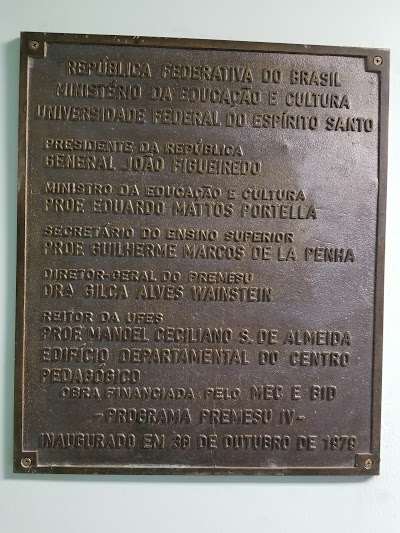 REPÚBLICA FEDERATIVA DO BRASIL
MINISTÉRIO DA EDUCAÇÃO E CULTURA
UNIVERSIDADE FEDERAL DO ESPÍRITO SANTO
PRESIDENTE DA REPÚBLICA
GENERAL JOÃO FIGUEIREDO
MINISTRO DA EDUCAÇÃO E CULTURA
PROF. EDUARDO MATTOS PORTELLA
SECRETÁRIO DO ENSINO SUPERIOR
PROF. GUILHERME MARCOS DE LA PENHA
DIRETOR-GERAL DO PREMESU
DRA GILCA ALVES WAINSTEIN
REITOR DA UFES
PROF. MANOEL CECILIANO S. DE ALMEIDA
EDIFÍCIO DEPARTAMENTAL DO CENTRO
PEDAGÓGICO
OBRA FINANCIADA PELO MEC E BID
-PROGRAMA PREMESU IV-
INAUGURADO EM DE OUTUBRO DE 1979